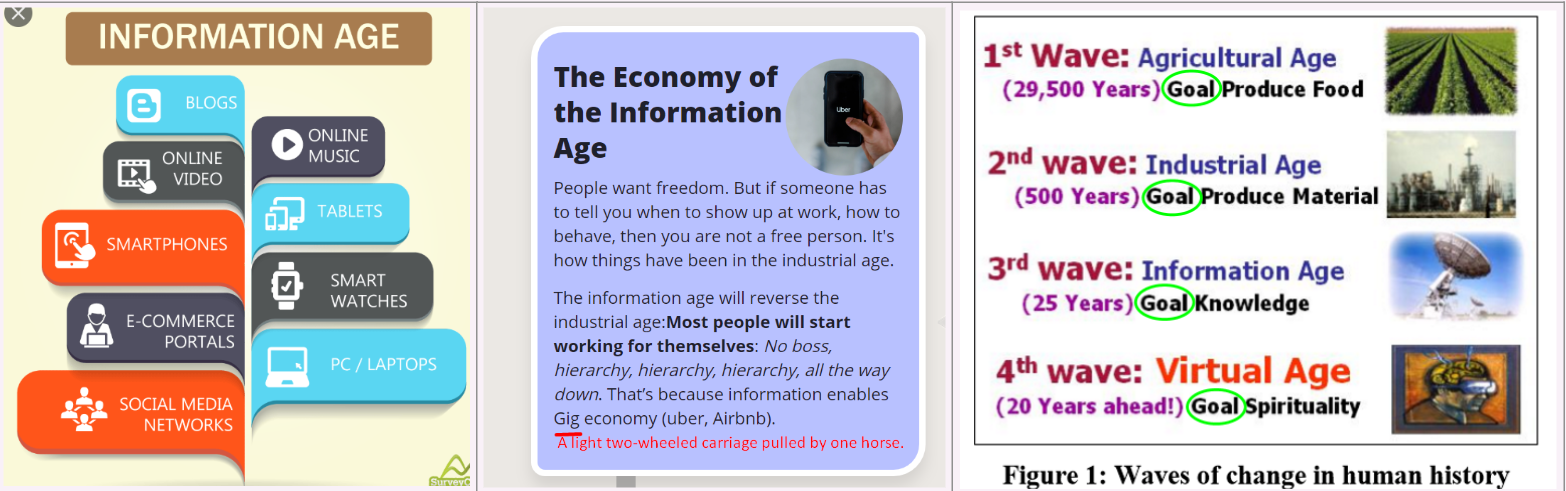 INFORMATION AGE
BLOGS
ONLINE
MUSIC
ONLINE
VIDEO
TABLETS
SMARTPHONES
SMART
WATCHES
E-COMMERCE
PORTALS
PC / LAPTOPS
SOCIAL MEDIA
NETWORKS
The Economy of
the Information
Age
Uber
People want freedom. But if someone has
to tell you when to show up at work, how to
behave, then you are not a free person. It's
how things have been in the industrial age.
The information age will reverse the
industrial age:Most people will start
working for themselves: No boss,
hierarchy, hierarchy, hierarchy, all the way
down. That's because information enables
Gig economy (uber, Airbnb).
A light two-wheeled carriage pulled by one horse.
1st Wave: Agricultural Age
(29,500 Years) Goal Produce Food
2nd wave: Industrial Age
(500 Years) Goal Produce Material
3rd wave: Information Age
(25 Years) Goal Knowledge
4th wave: Virtual Age
(20 Years ahead!) Goal Spirituality
Figure 1: Waves of change in human history